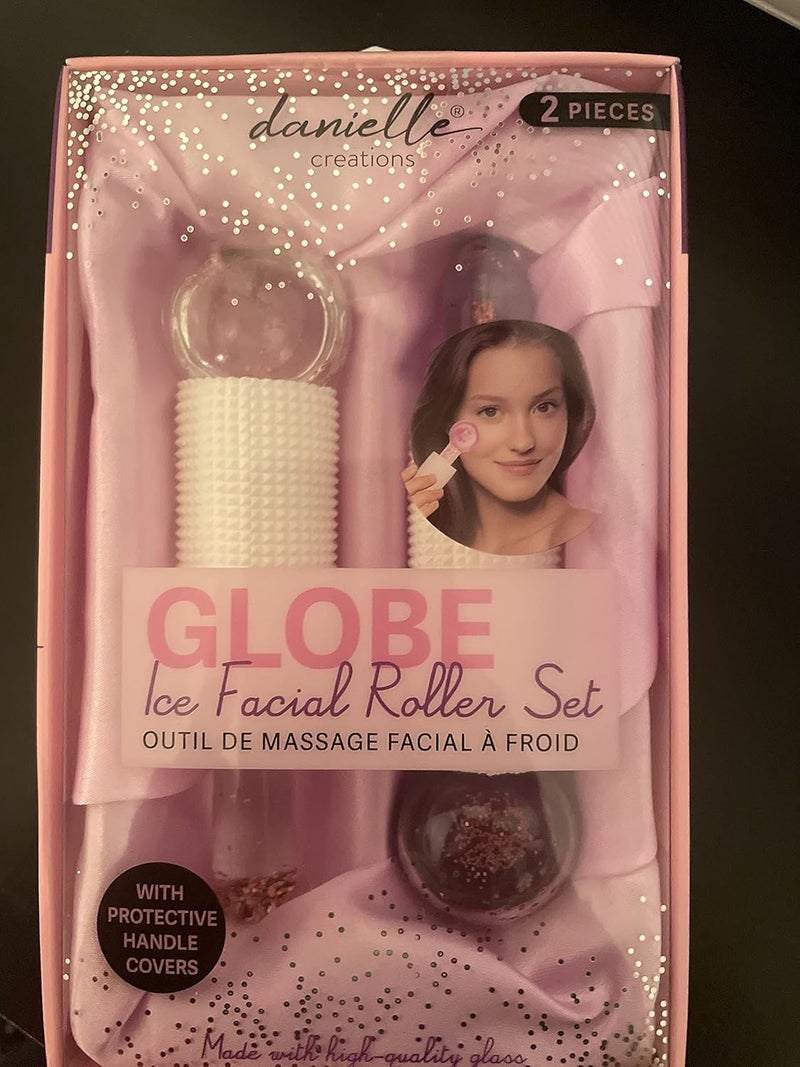 danielle®
creations
2 PIECES
GLOBE
Ice Facial Roller Set
OUTIL DE MASSAGE FACIAL À FROID
WITH
PROTECTIVE
HANDLE
COVERS
Made with high-quality glass